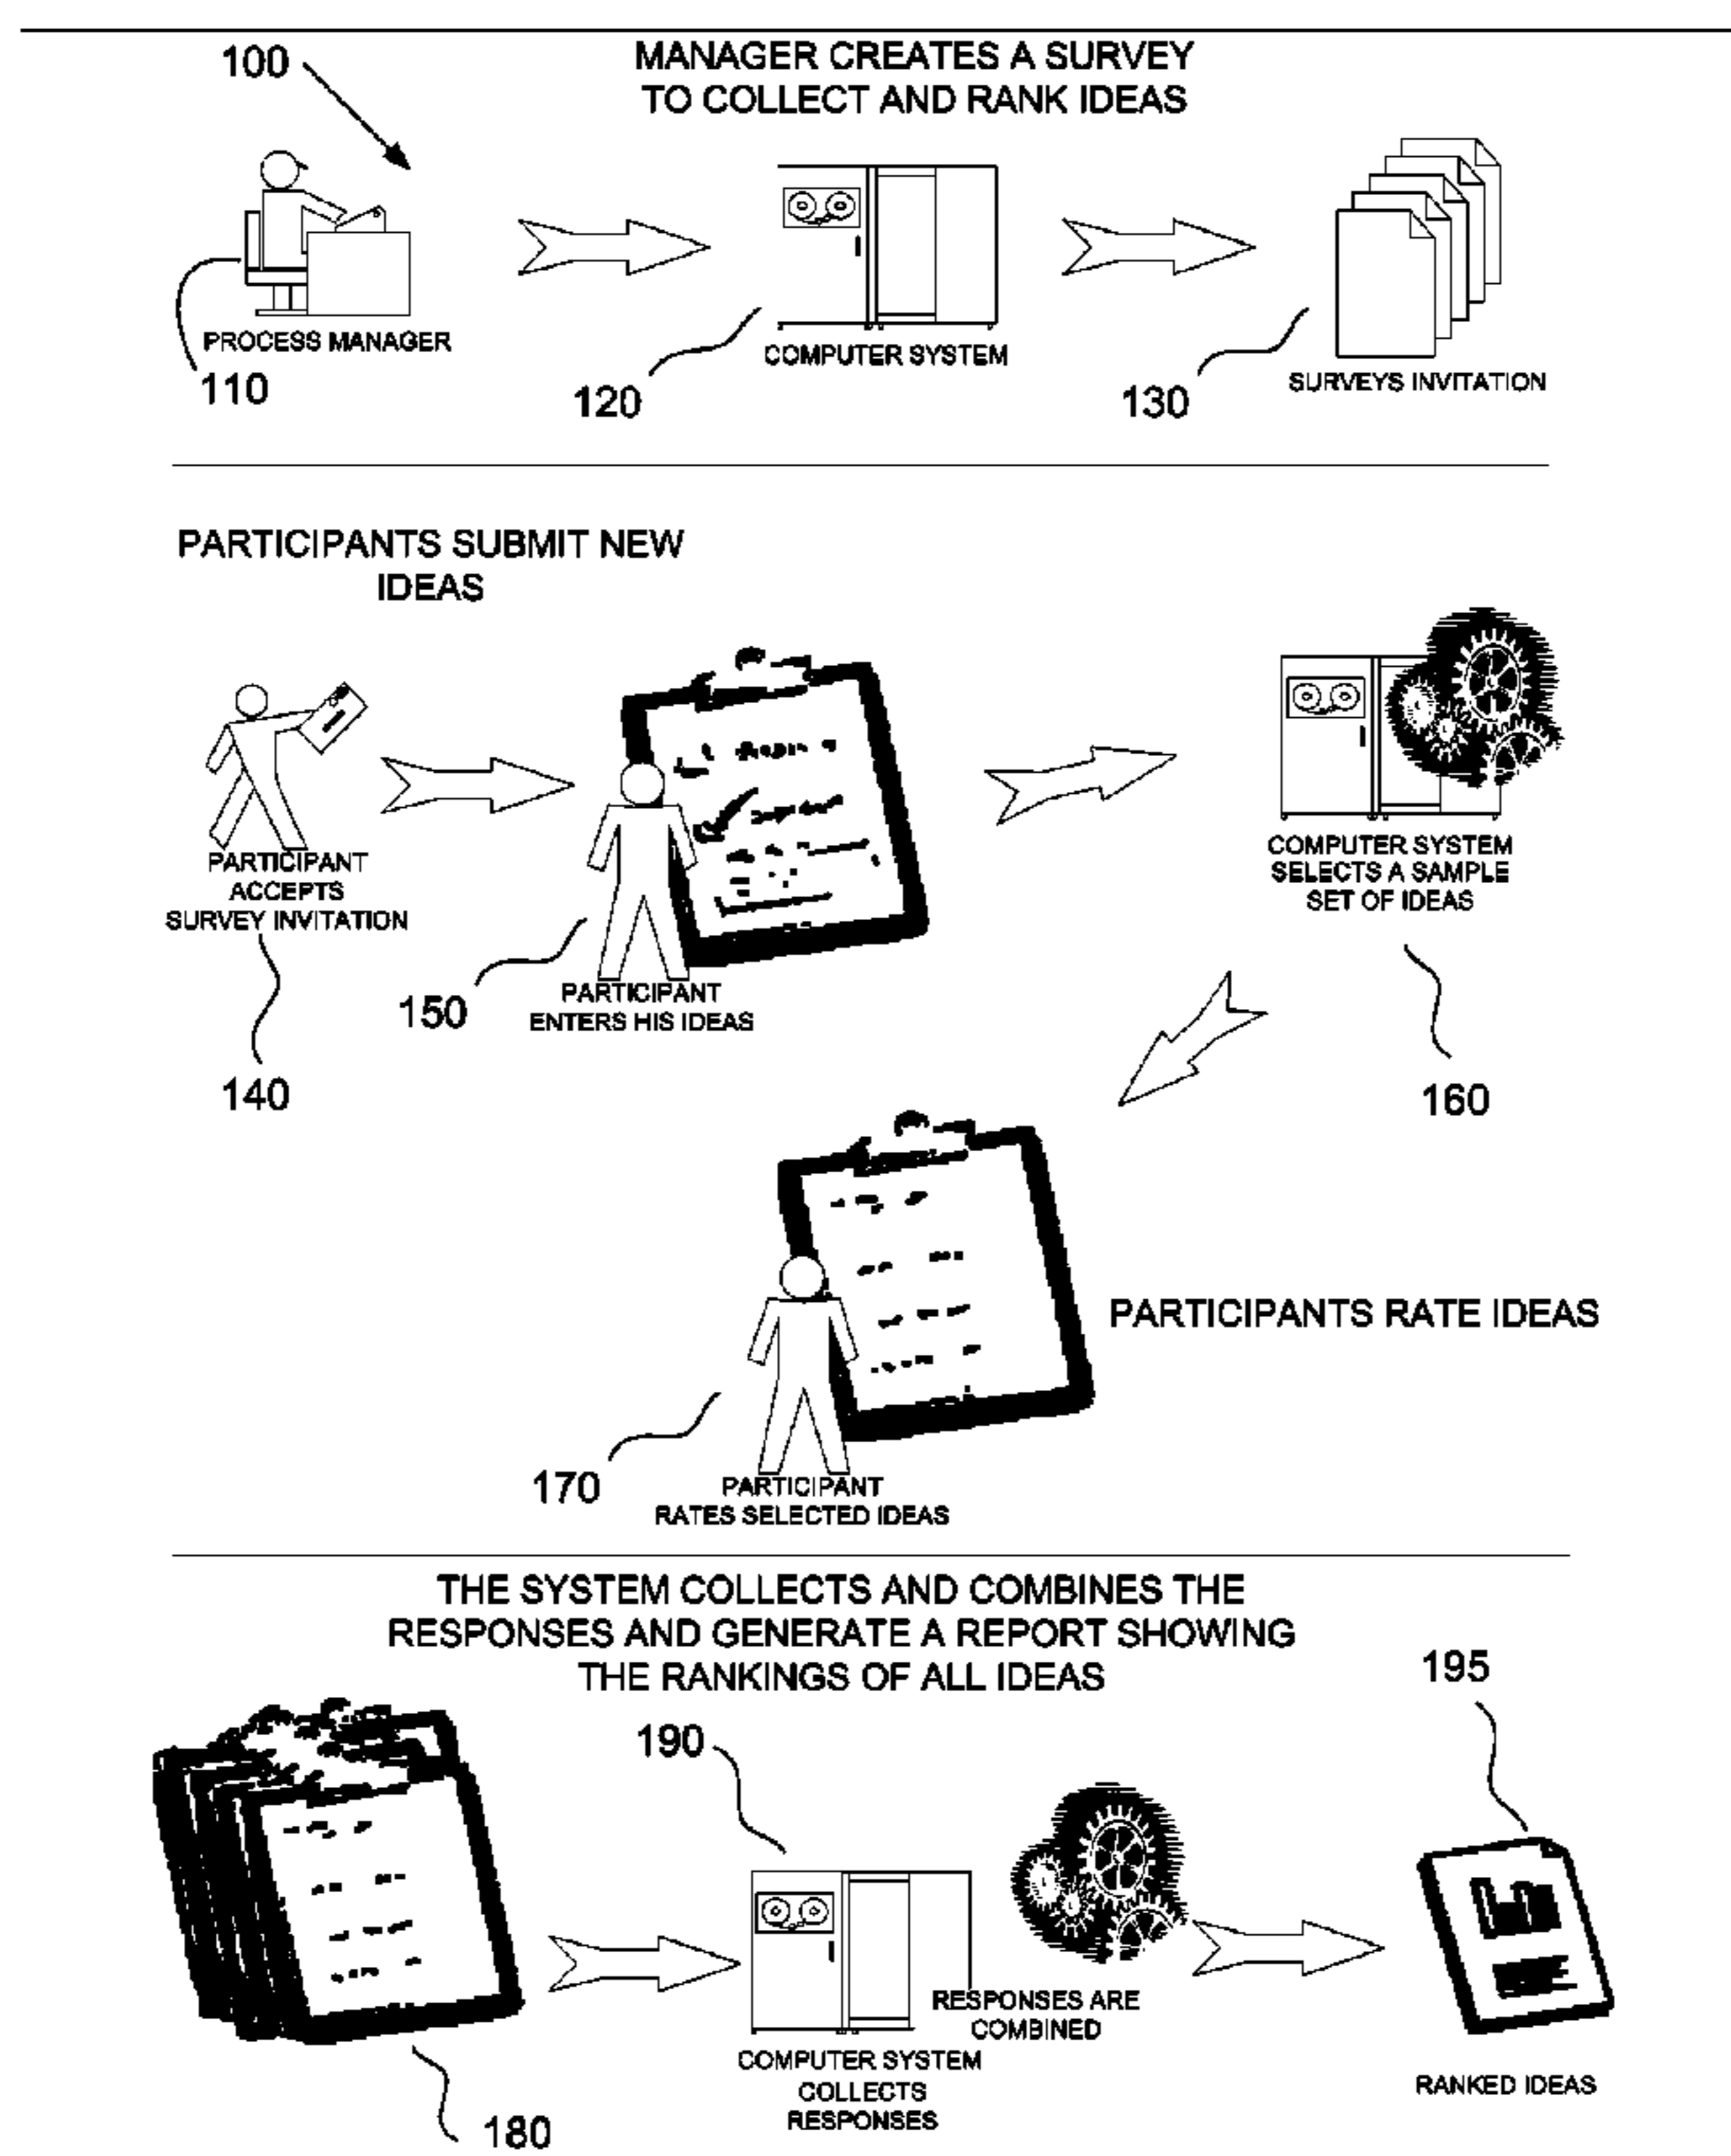 100
MANAGER CREATES A SURVEY
TO COLLECT AND RANK IDEAS
PROCESS MANAGER
110
COMPUTER SYSTEM
120
SURVEYS INVITATION
130
PARTICIPANTS SUBMIT NEW
IDEAS
PARTICIPANT
ACCEPTS
SURVEY INVITATION
140
150
PARTICIPANT
ENTERS HIS IDEAS
COMPUTER SYSTEM
SELECTS A SAMPLE
SET OF IDEAS
160
PARTICIPANTS RATE IDEAS
170
PARTICIPANT
RATES SELECTED IDEAS
THE SYSTEM COLLECTS AND COMBINES THE
RESPONSES AND GENERATE A REPORT SHOWING
THE RANKINGS OF ALL IDEAS
195
190
RESPONSES ARE
COMBINED
COMPUTER SYSTEM
COLLECTS
RESPONSES
RANKED IDEAS
180